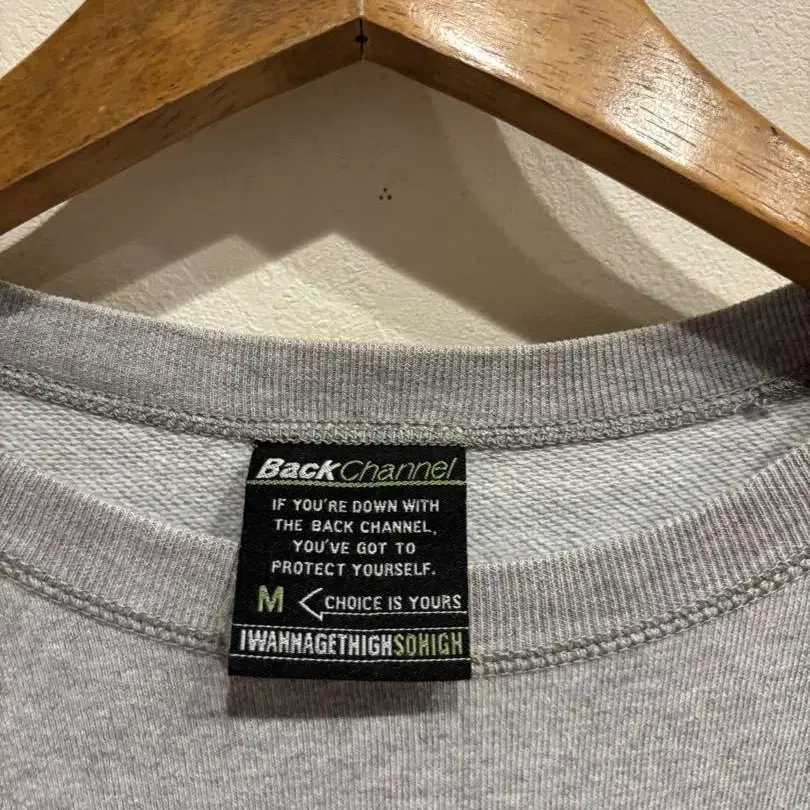 BackChannel
IF YOU'RE DOWN WITH
THE BACK CHANNEL,
YOU'VE GOT TO
PROTECT YOURSELF.
M CHOICE IS YOURS
IWANNAGETHIGHSOHIGH